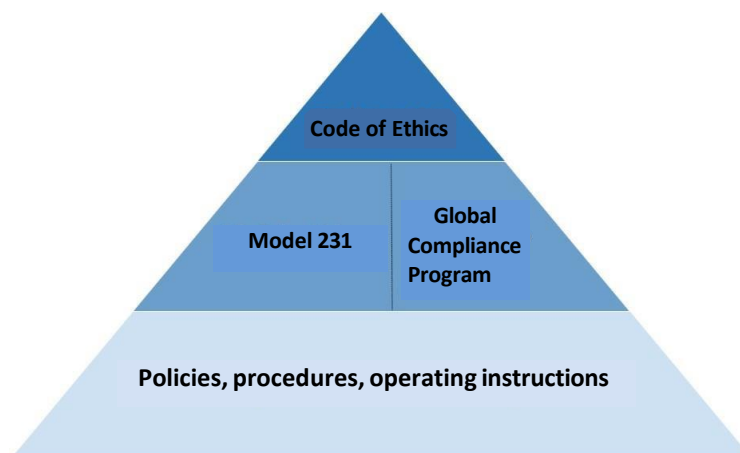 Code of Ethics
Model 231
Global
Compliance
Program
Policies, procedures, operating instructions